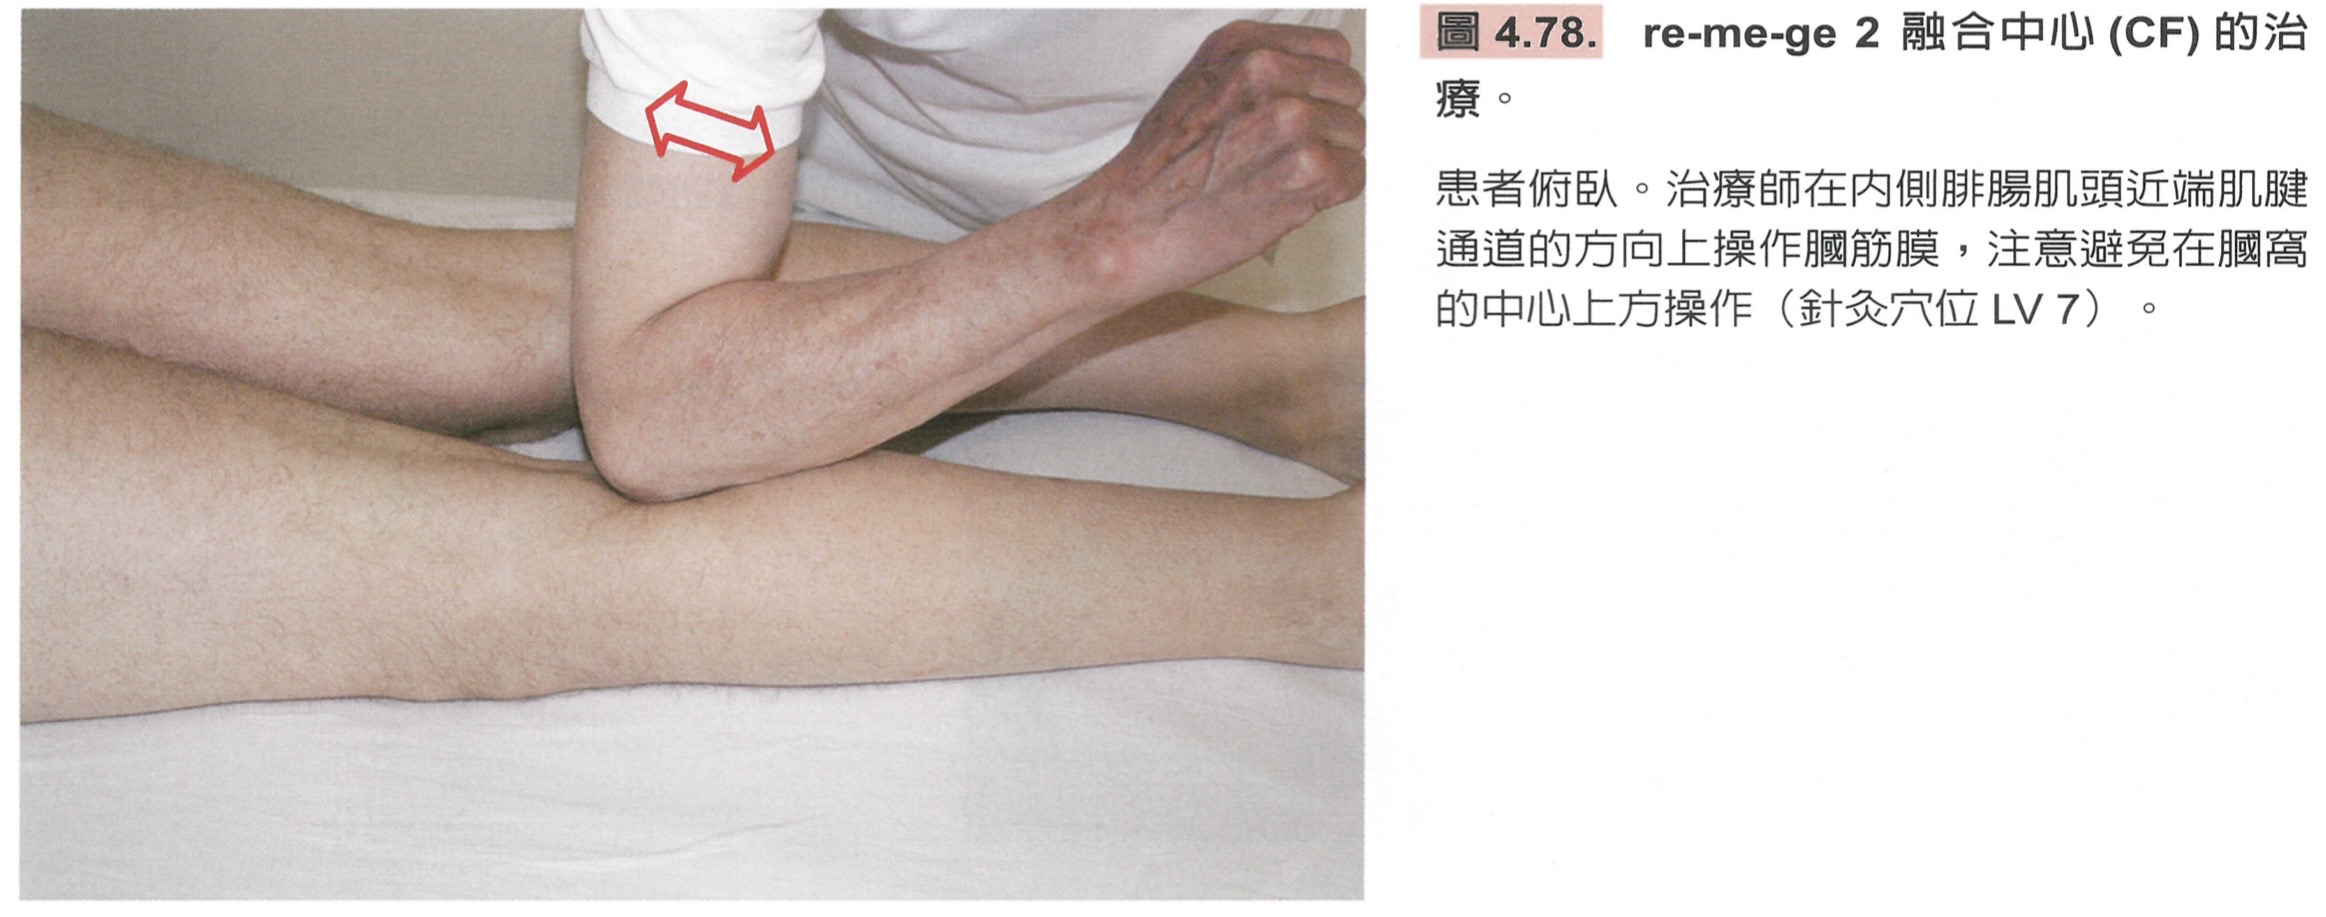 圖 4.78. re-me-ge 2 融合中心 (CF) 的治
療。
患者俯臥。治療師在內側腓腸肌頭近端肌腱
通道的方向上操作膕筋膜，注意避免在膕窩
的中心上方操作（針灸穴位 LV 7）。